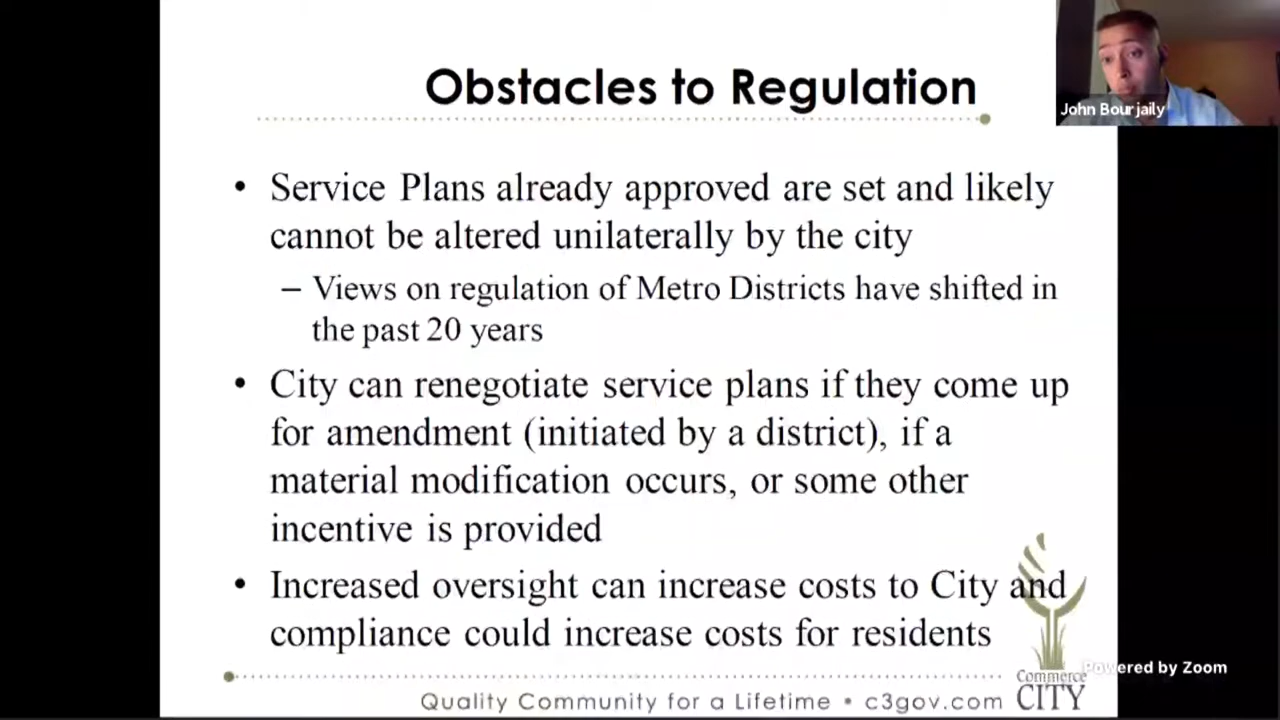 Obstacles to Regulation
John Bourjaily
• Service Plans already approved are set and likely
cannot be altered unilaterally by the city
– Views on regulation of Metro Districts have shifted in
the past 20 years
• City can renegotiate service plans if they come up
for amendment (initiated by a district), if a
material modification occurs, or some other
incentive is provided
• Increased oversight can increase costs to City and
compliance could increase costs for residents
Powered by Zoom
Commerce
CITY
Quality Community for a Lifetime • c3gov.com